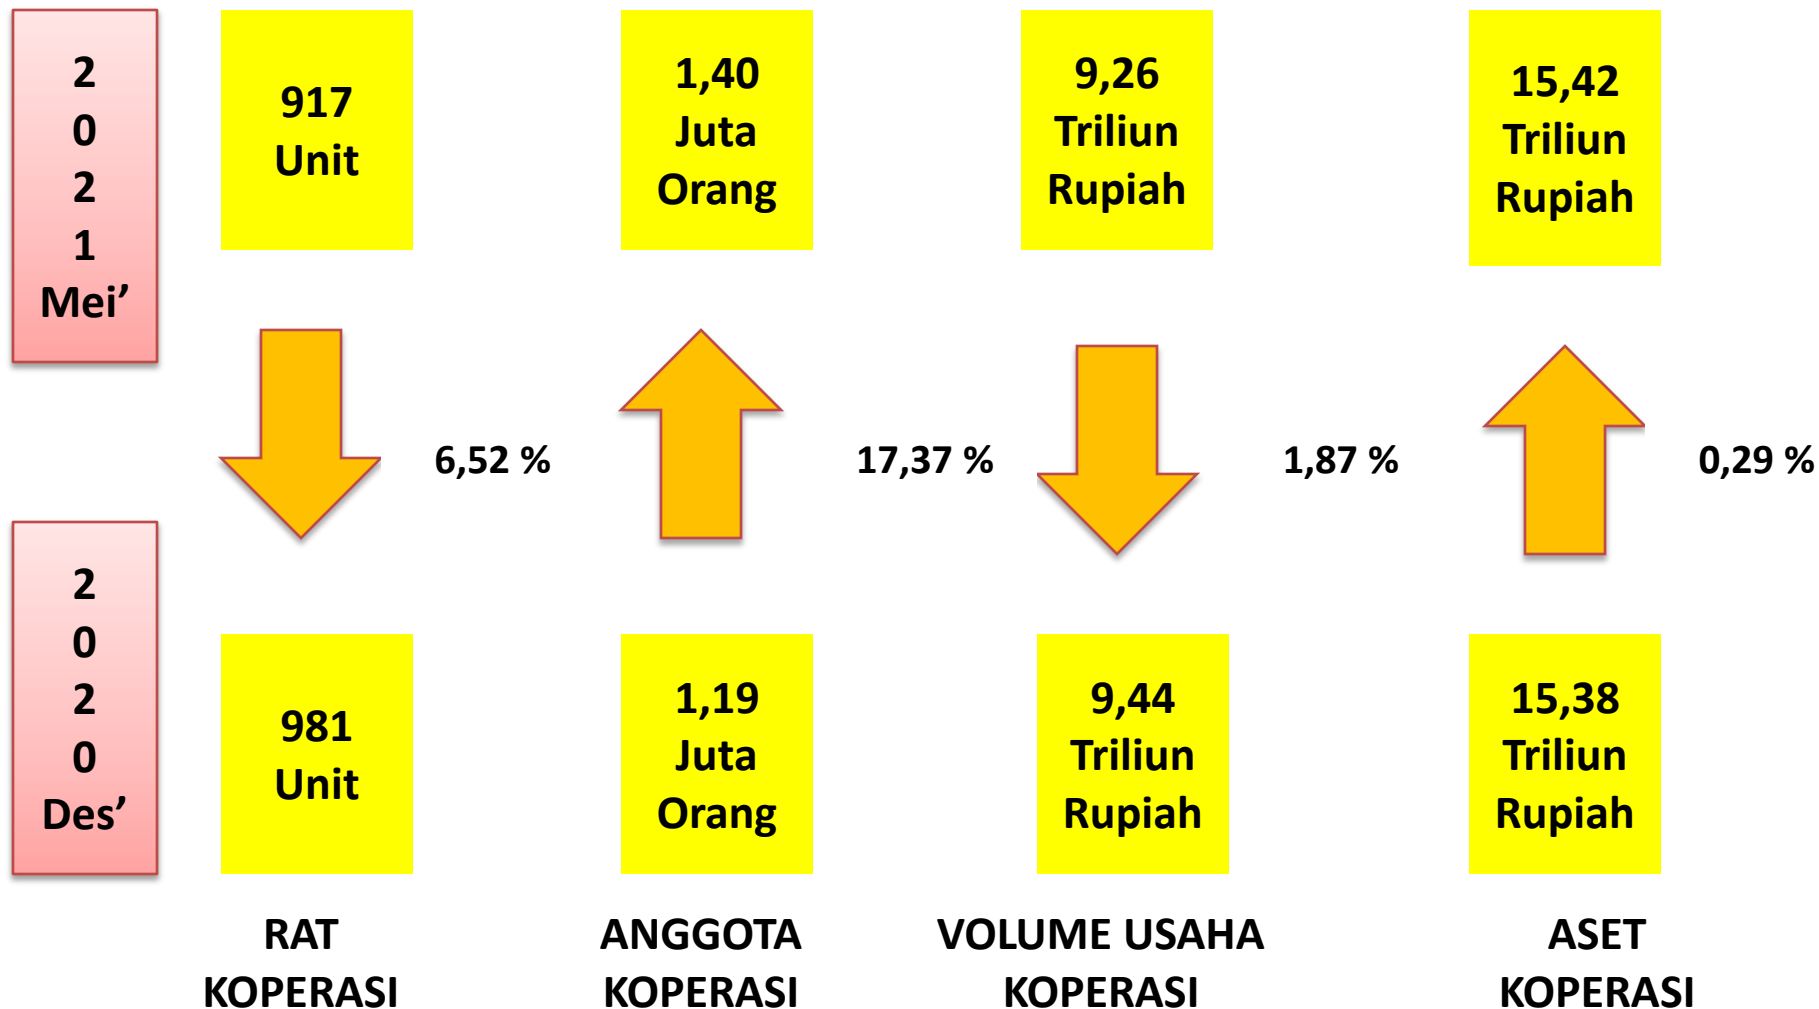 2
0
2
1
Mei’
917
Unit
1,40
Juta
Orang
9,26
Triliun
Rupiah
15,42
Triliun
Rupiah
6,52 %
17,37 %
1,87 %
0,29 %
2
0
2
0
Des’
981
Unit
1,19
Juta
Orang
9,44
Triliun
Rupiah
15,38
Triliun
Rupiah
RAT
KOPERASI
ANGGOTA
KOPERASI
VOLUME USAHA
KOPERASI
ASET
KOPERASI